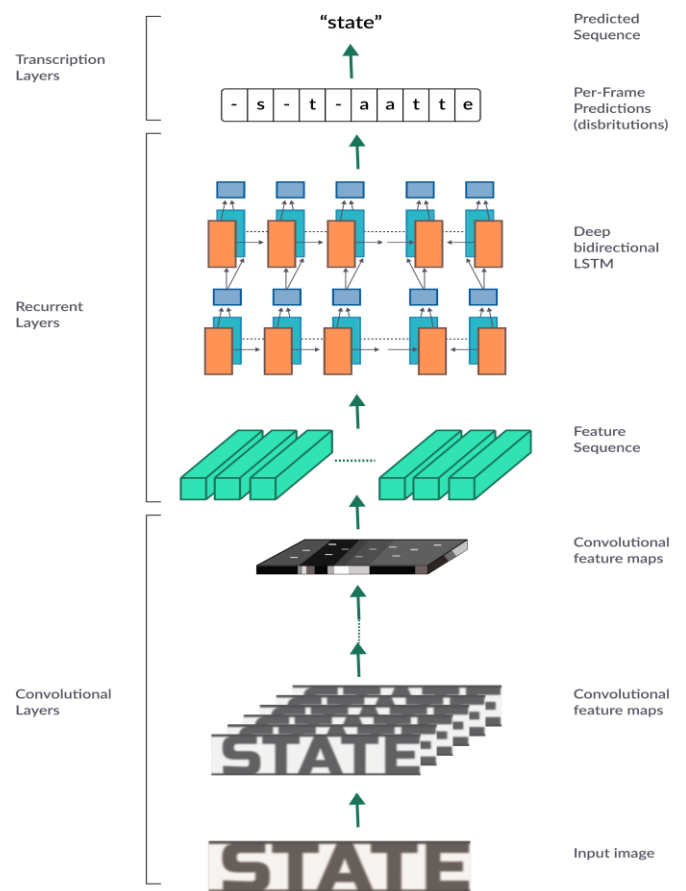 “state”
Predicted
Sequence
Transcription
Layers
- s - t - a a t t e
Per-Frame
Predictions
(disbritutions)
Deep
bidirectional
LSTM
Recurrent
Layers
Feature
Sequence
Convolutional
feature maps
Convolutional
Layers
Convolutional
feature maps
STATE
STATE
Input image